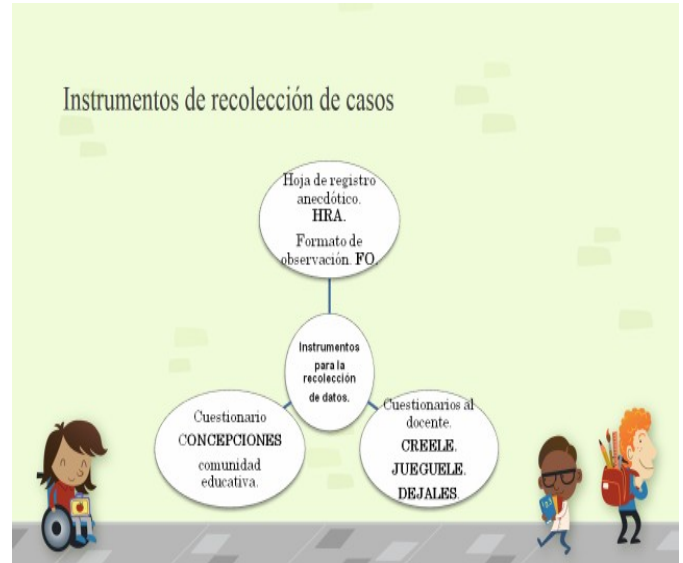 Instrumentos de recolección de casos
Hoja de registro
anecdótico.
HRA.
Formato de
observación. FO.
Instrumentos
para la
recolección
de datos.
Cuestionario
CONCEPCIONES
comunidad
educativa.
Cuestionarios al
docente.
CREELE.
JUEGUELE.
DEJALES.